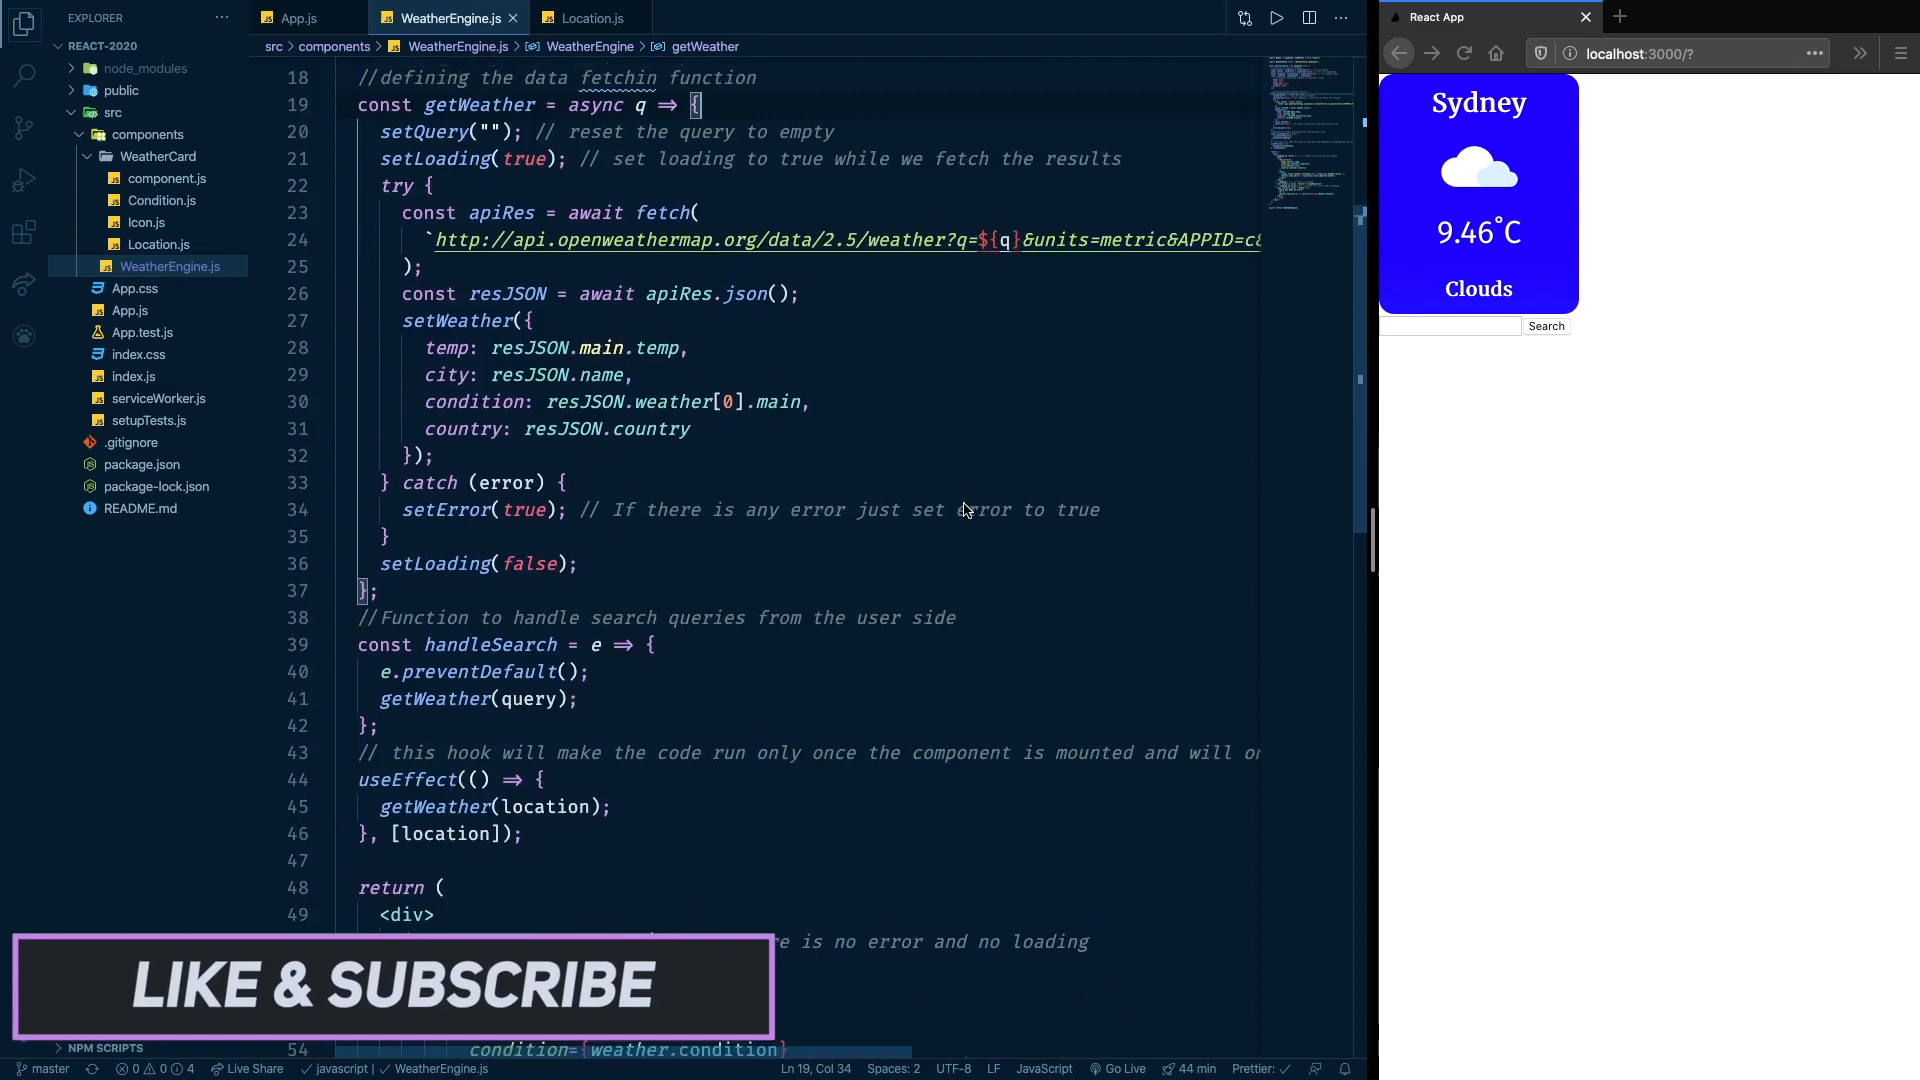 EXPLORER
REACT-2020
node_modules
public
src
components
WeatherCard
component.js
Condition.js
Icon.js
Location.js
WeatherEngine.js
App.css
App.js
App.test.js
index.css
index.js
serviceWorker.js
setupTests.js
.gitignore
package.json
package-lock.json
README.md
NPM SCRIPTS
App.js
WeatherEngine.js
Location.js
src > components > WeatherEngine.js > WeatherEngine > getWeather
18 //defining the data fetchin function
19 const getWeather = async q => {
20 setQuery(""); // reset the query to empty
21 setLoading(true); // set loading to true while we fetch the results
22 try {
23 const apiRes = await fetch(
24 `http://api.openweathermap.org/data/2.5/weather?q=${q}&units=metric&APPID=c
25 );
26 const resJSON = await apiRes.json();
27 setWeather({
28 temp: resJSON.main.temp,
29 city: resJSON.name,
30 condition: resJSON.weather[0].main,
31 country: resJSON.country
32 });
33 } catch (error) {
34 setError(true); // If there is any error just set error to true
35 }
36 setLoading(false);
37 };
38 //Function to handle search queries from the user side
39 const handleSearch = e => {
40 e.preventDefault();
41 getWeather(query);
42 };
43 // this hook will make the code run only once the component is mounted and will
44 useEffect(() => {
45 getWeather(location);
46 }, [location]);
47
48 return (
49 <div>
is no error and no loading
54 condition={weather.condition}
LIKE & SUBSCRIBE
master
0 0 4
Live Share
javascript | WeatherEngine.js
Ln 19, Col 34
Spaces: 2
UTF-8
LF
JavaScript
Go Live
44 min
Prettier: ✓
React App
localhost:3000/?
Sydney
9.46°C
Clouds
Search